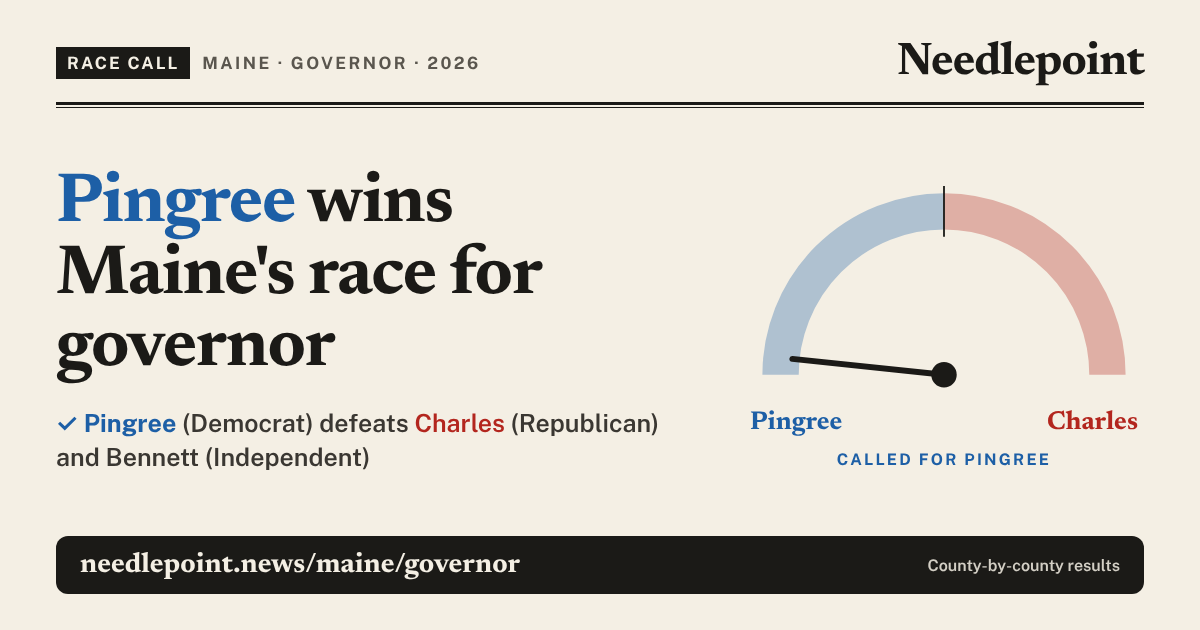 RACE CALL MAINE · GOVERNOR · 2026
Needlepoint
Pingree wins
Maine's race for
governor
✓ Pingree (Democrat) defeats Charles (Republican)
and Bennett (Independent)
Pingree
Charles
CALLED FOR PINGREE
needlepoint.news/maine/governor
County-by-county results